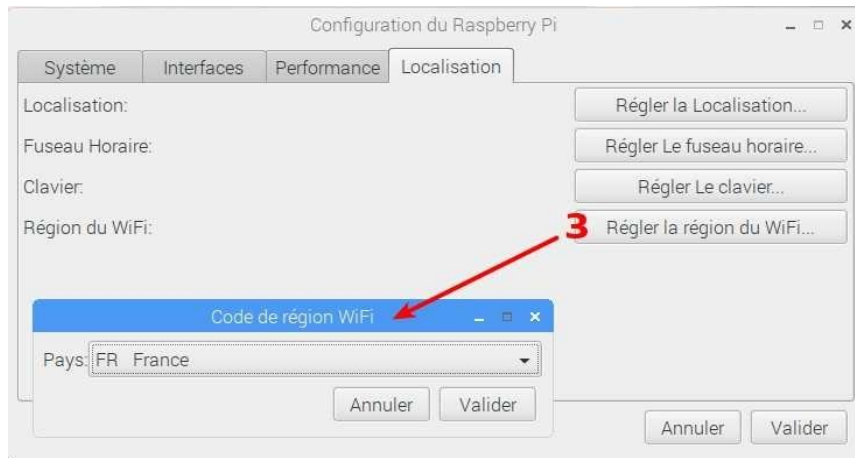 Configuration du Raspberry Pi
Système Interfaces Performance Localisation
Localisation: Régler la Localisation...
Fuseau Horaire: Régler Le fuseau horaire...
Clavier: Régler Le clavier...
Région du WiFi: 3 Régler la région du WiFi...
Code de région WiFi
Pays: FR France
Annuler Valider
Annuler Valider